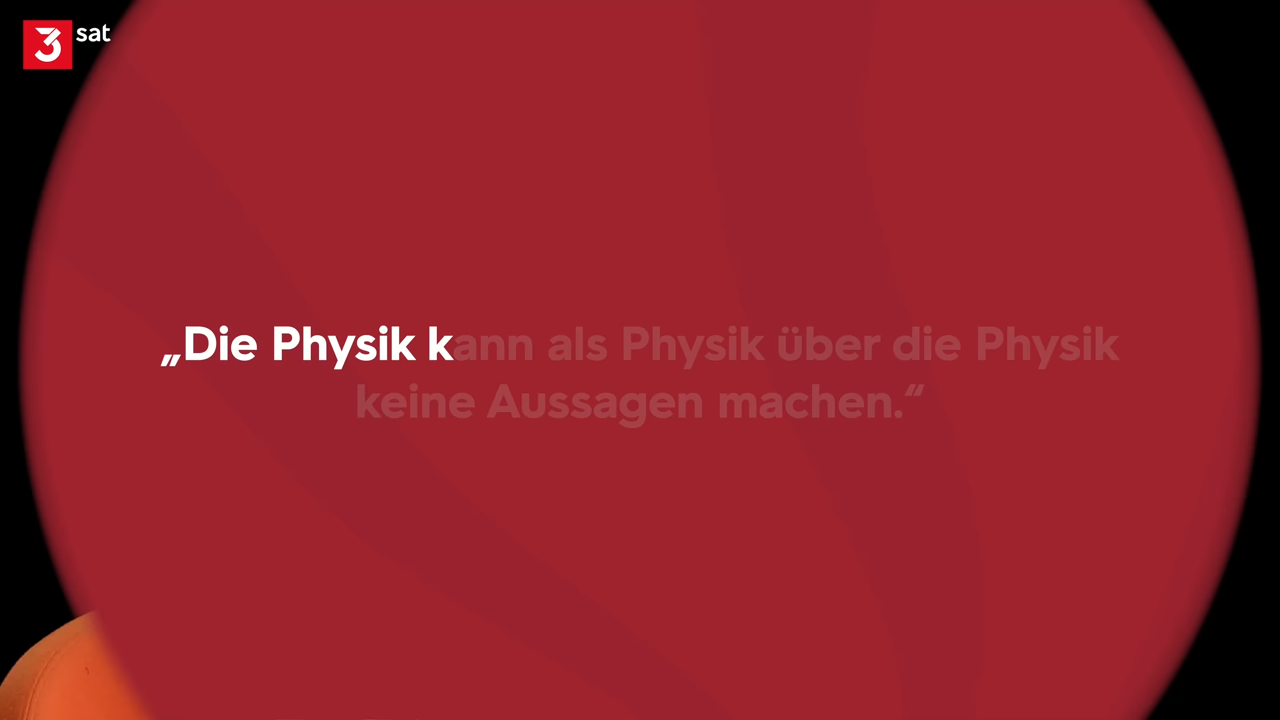 3sat
„Die Physik kann als Physik über die Physik
keine Aussagen machen.“